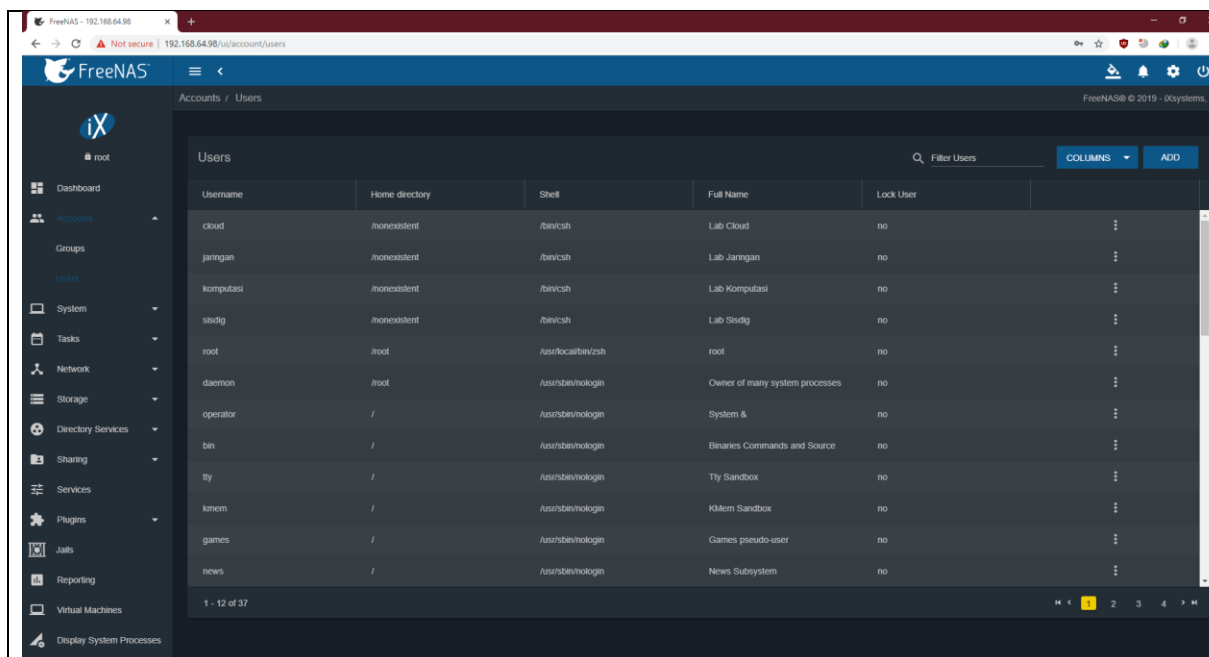 FreeNAS - 192.168.64.98
Not secure | 192.168.64.98/ui/account/users
FreeNAS
Accounts / Users FreeNAS® © 2019 - iXsystems,
iX
root
Users Filter Users COLUMNS ADD
Dashboard
Accounts
Groups
Users
System
Tasks
Network
Storage
Directory Services
Sharing
Services
Plugins
Jails
Reporting
Virtual Machines
Display System Processes
Username Home directory Shell Full Name Lock User
cloud /nonexistent /bin/csh Lab Cloud no
jaringan /nonexistent /bin/csh Lab Jaringan no
komputasi /nonexistent /bin/csh Lab Komputasi no
sisdig /nonexistent /bin/csh Lab Sisdig no
root /root /usr/local/bin/zsh root no
daemon /root /usr/sbin/nologin Owner of many system processes no
operator / /usr/sbin/nologin System & no
bin / /usr/sbin/nologin Binaries Commands and Source no
tty / /usr/sbin/nologin Tty Sandbox no
kmem / /usr/sbin/nologin KMem Sandbox no
games / /usr/sbin/nologin Games pseudo-user no
news / /usr/sbin/nologin News Subsystem no
1 - 12 of 37 1 2 3 4